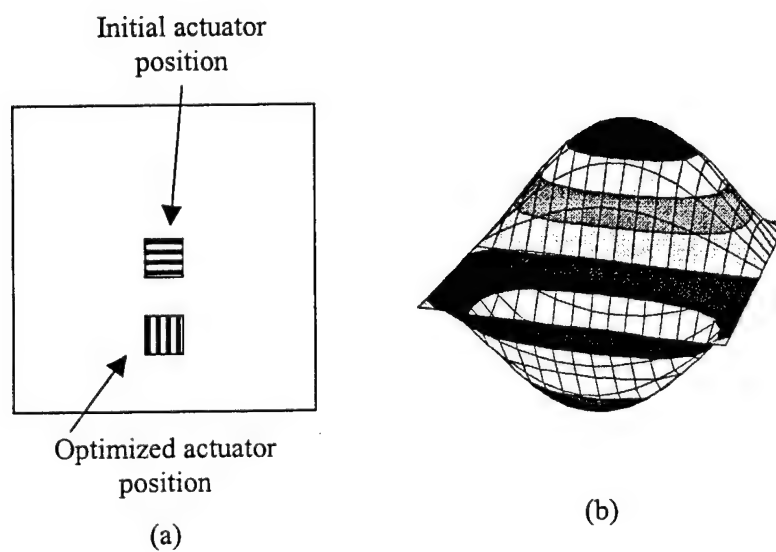 Initial actuator
position
Optimized actuator
position
(a)
(b)